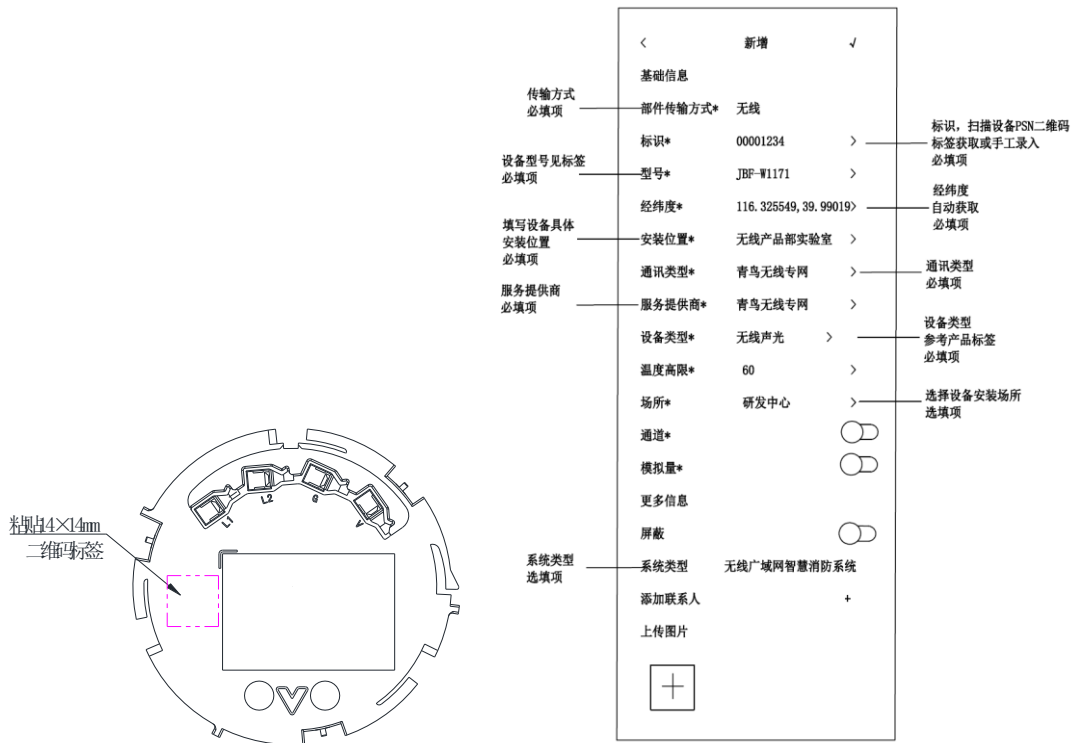 粘贴14×14mm
二维码标签
L1
L2
G
V
传输方式
必填项
设备型号见标签
必填项
填写设备具体
安装位置
必填项
服务提供商
必填项
系统类型
选填项
< 新增 √
基础信息
部件传输方式* 无线
标识* 00001234 >
型号* JBF-W1171 >
经纬度* 116.325549,39.99019>
安装位置* 无线产品部实验室 >
通讯类型* 青鸟无线专网 >
服务提供商* 青鸟无线专网 >
设备类型* 无线声光 >
温度高限* 60 >
场所* 研发中心 >
通道*
模拟量*
更多信息
屏蔽
系统类型 无线广域网智慧消防系统
添加联系人 +
上传图片
标识，扫描设备PSN二维码
标签获取或手工录入
必填项
经纬度
自动获取
必填项
通讯类型
必填项
设备类型
参考产品标签
必填项
选择设备安装场所
选填项